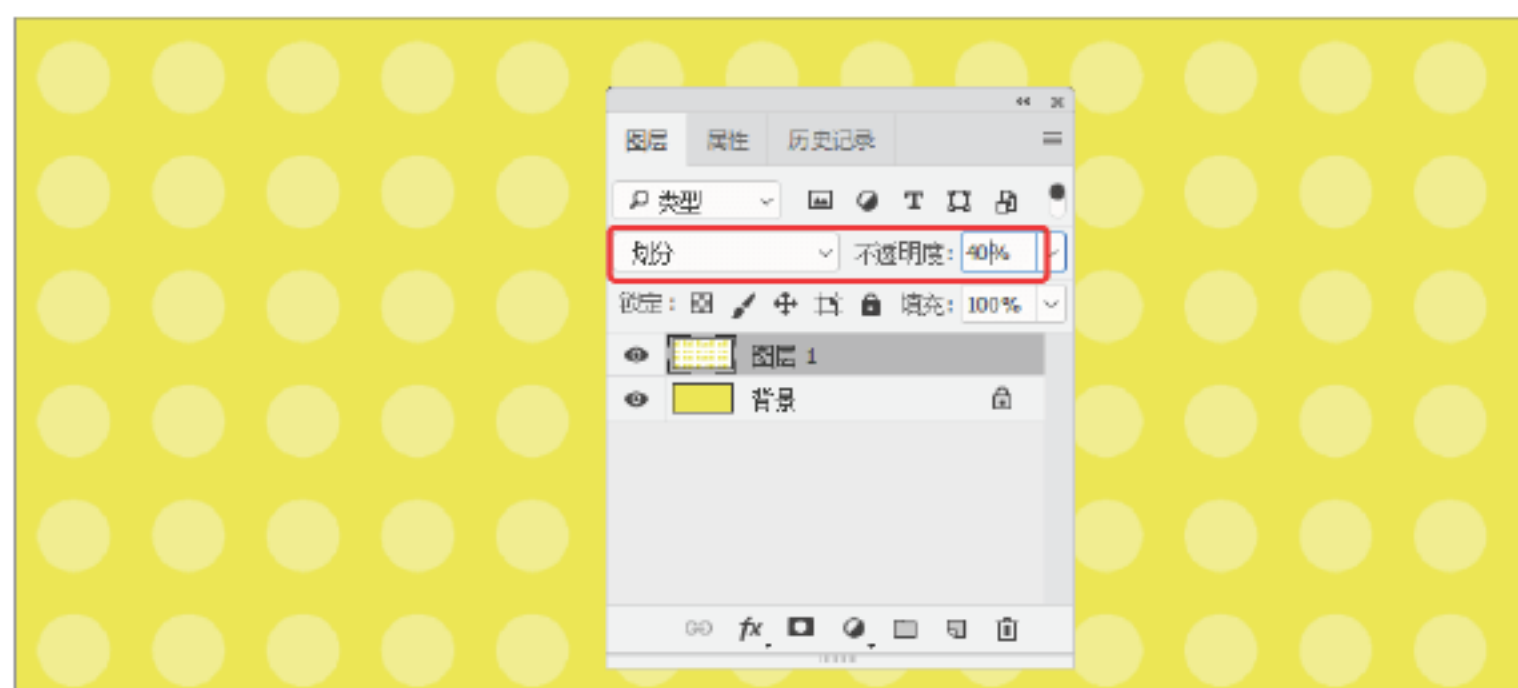 图层 属性 历史记录
类型 T
划分 不透明度: 40%
锁定: 填充: 100%
图层 1
背景
fx